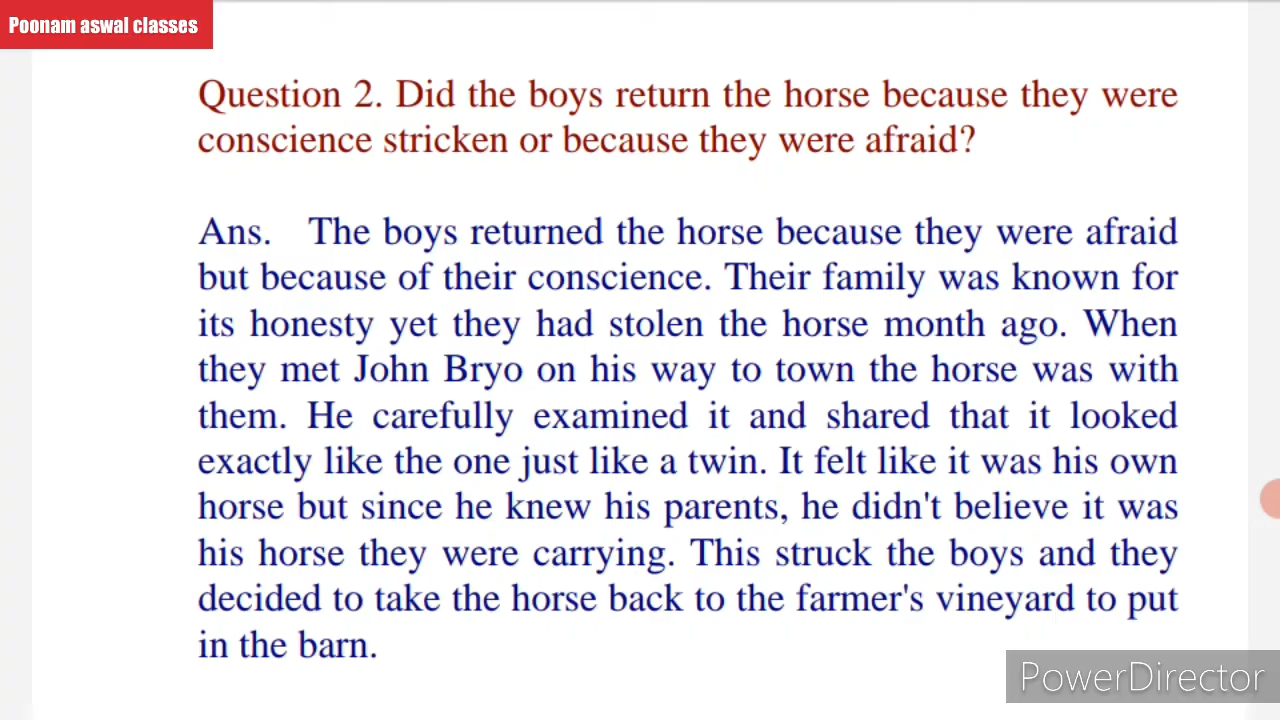 Poonam aswal classes
Question 2. Did the boys return the horse because they were
conscience stricken or because they were afraid?
Ans. The boys returned the horse because they were afraid
but because of their conscience. Their family was known for
its honesty yet they had stolen the horse month ago. When
they met John Bryo on his way to town the horse was with
them. He carefully examined it and shared that it looked
exactly like the one just like a twin. It felt like it was his own
horse but since he knew his parents, he didn't believe it was
his horse they were carrying. This struck the boys and they
decided to take the horse back to the farmer's vineyard to put
in the barn.
PowerDirector